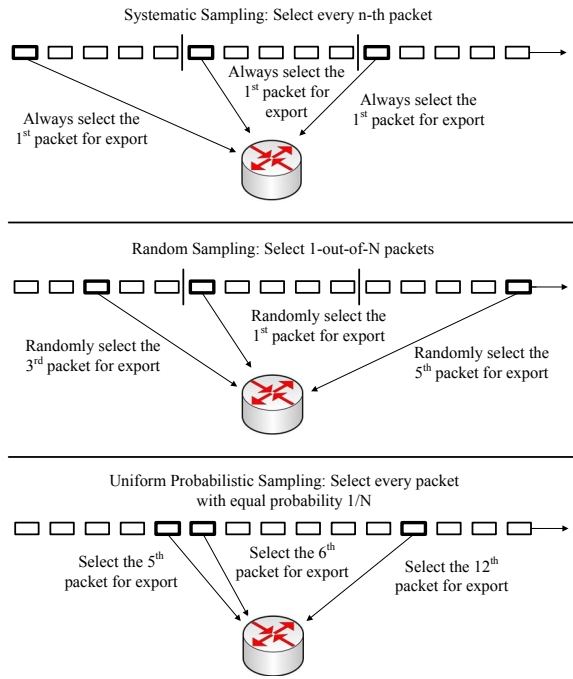 Systematic Sampling: Select every n-th packet
Always select the
1st packet for export
Always select the
1st packet for
export
Always select the
1st packet for export
Random Sampling: Select 1-out-of-N packets
Randomly select the
3rd packet for export
Randomly select the
1st packet for export
Randomly select the
5th packet for export
Uniform Probabilistic Sampling: Select every packet
with equal probability 1/N
Select the 5th
packet for export
Select the 6th
packet for export
Select the 12th
packet for export